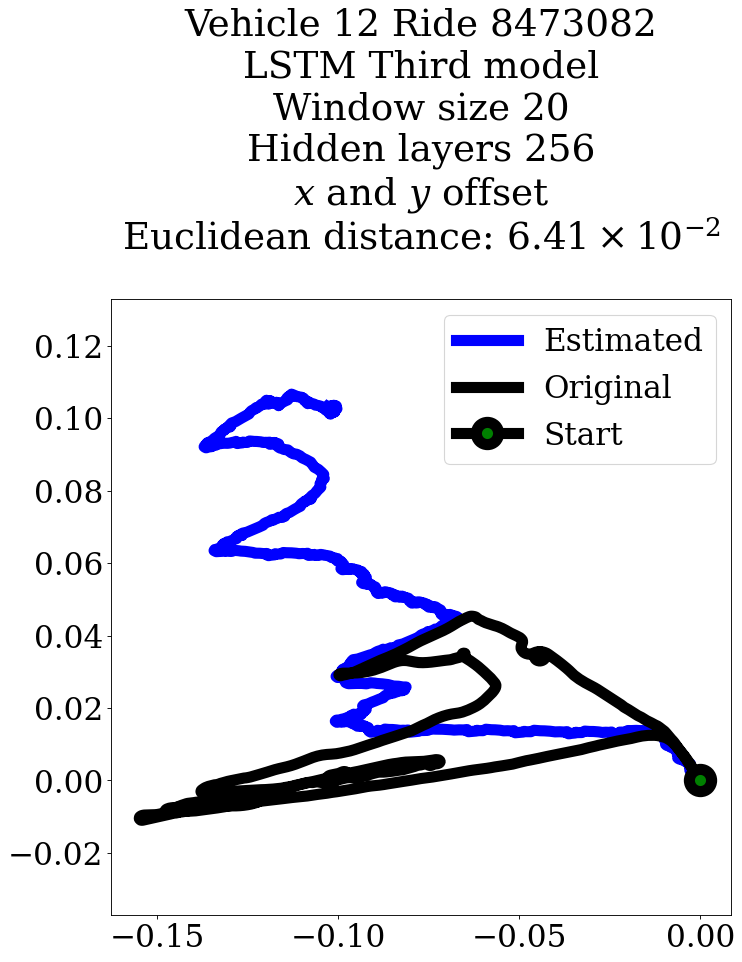 Vehicle 12 Ride 8473082
LSTM Third model
Window size 20
Hidden layers 256
x and y offset
Euclidean distance: 6.41 × 10⁻²
Estimated
Original
Start
0.12
0.10
0.08
0.06
0.04
0.02
0.00
−0.02
−0.15 −0.10 −0.05 0.00